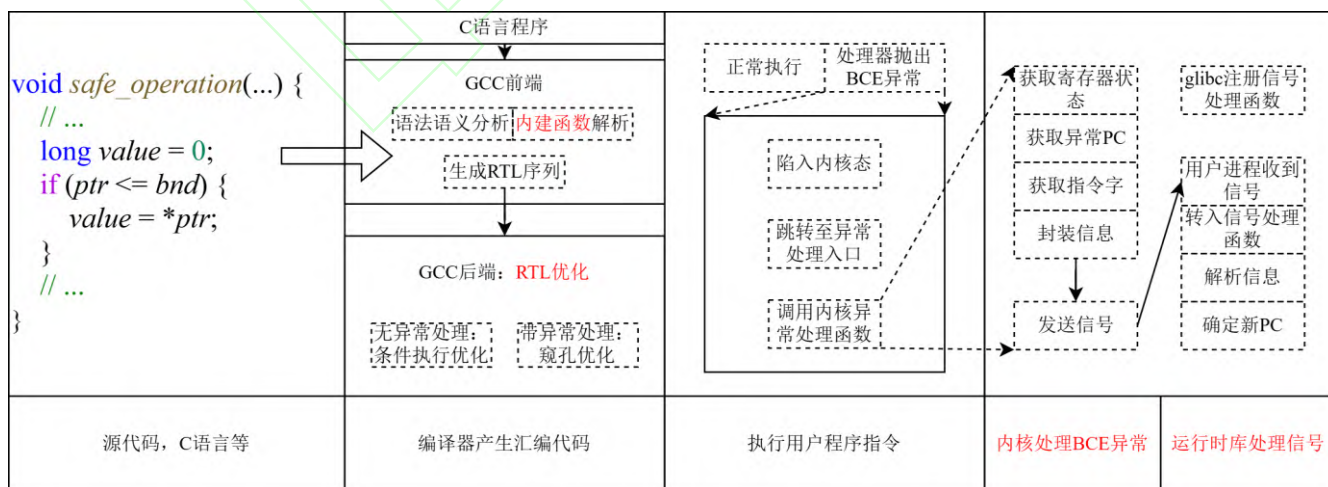 void safe_operation(...) {
// ...
long value = 0;
if (ptr <= bnd) {
value = *ptr;
}
// ...
}
源代码，C语言等
C语言程序
GCC前端
语法语义分析
内建函数解析
生成RTL序列
GCC后端：RTL优化
无异常处理：
条件执行优化
带异常处理：
窥孔优化
编译器产生汇编代码
正常执行
处理器抛出
BCE异常
陷入内核态
跳转至异常
处理入口
调用内核异
常处理函数
执行用户程序指令
获取寄存器状
态
获取异常PC
获取指令字
封装信息
发送信号
内核处理BCE异常
glibc注册信号
处理函数
用户进程收到
信号
转入信号处理
函数
解析信息
确定新PC
运行时库处理信号